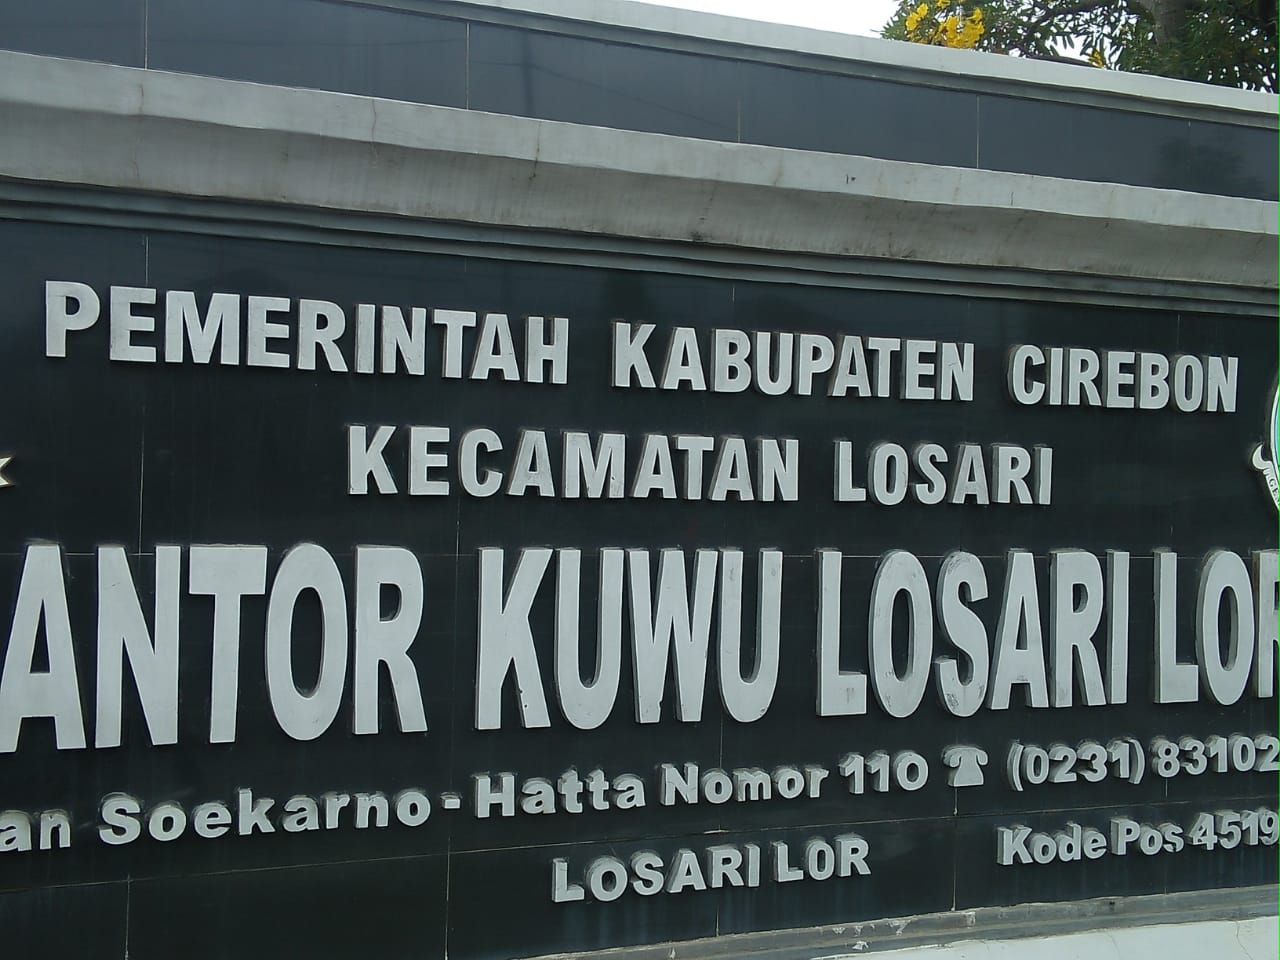 PEMERINTAH KABUPATEN CIREBON
KECAMATAN LOSARI
ANTOR KUWU LOSARI LOR
an Soekarno - Hatta Nomor 110 ☎ (0231) 83102
LOSARI LOR
Kode Pos 4519